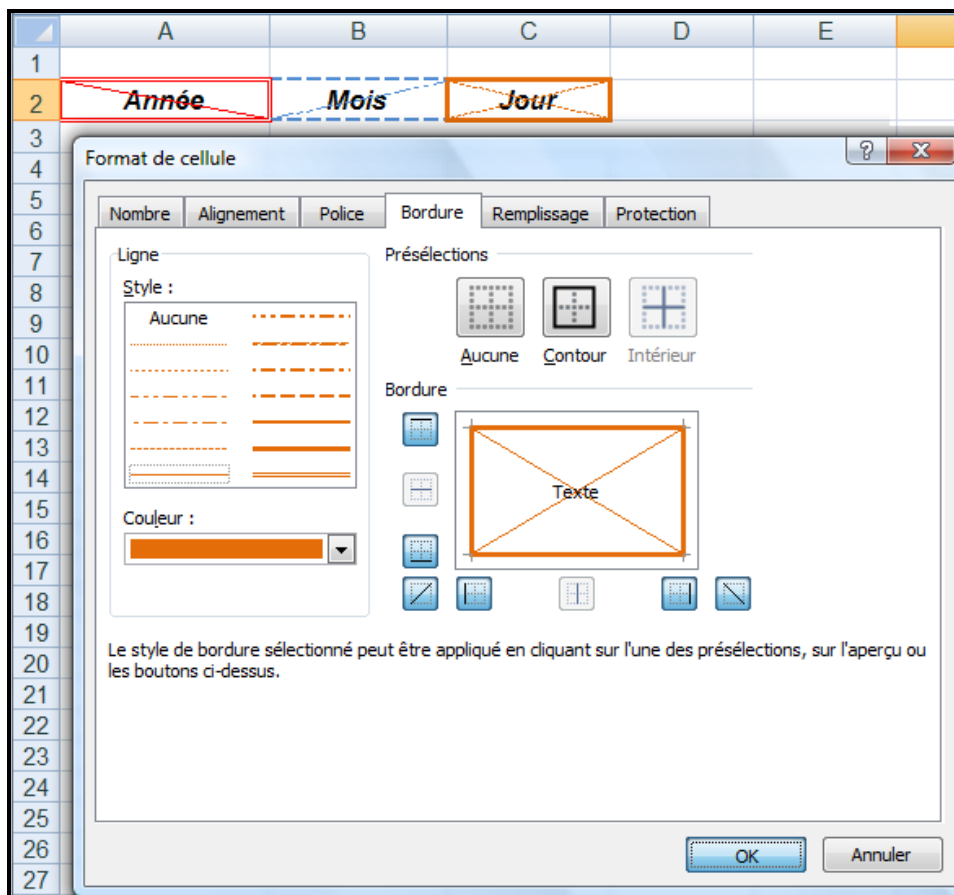 A B C D E
1
2 Année Mois Jour
3
4
5
6
7
8
9
10
11
12
13
14
15
16
17
18
19
20
21
22
23
24
25
26
27
Format de cellule
Nombre Alignement Police Bordure Remplissage Protection
Ligne
Style :
Aucune
Couleur :
Présélections
Aucune Contour Intérieur
Bordure
Texte
Le style de bordure sélectionné peut être appliqué en cliquant sur l'une des présélections, sur l'aperçu ou
les boutons ci-dessus.
OK Annuler